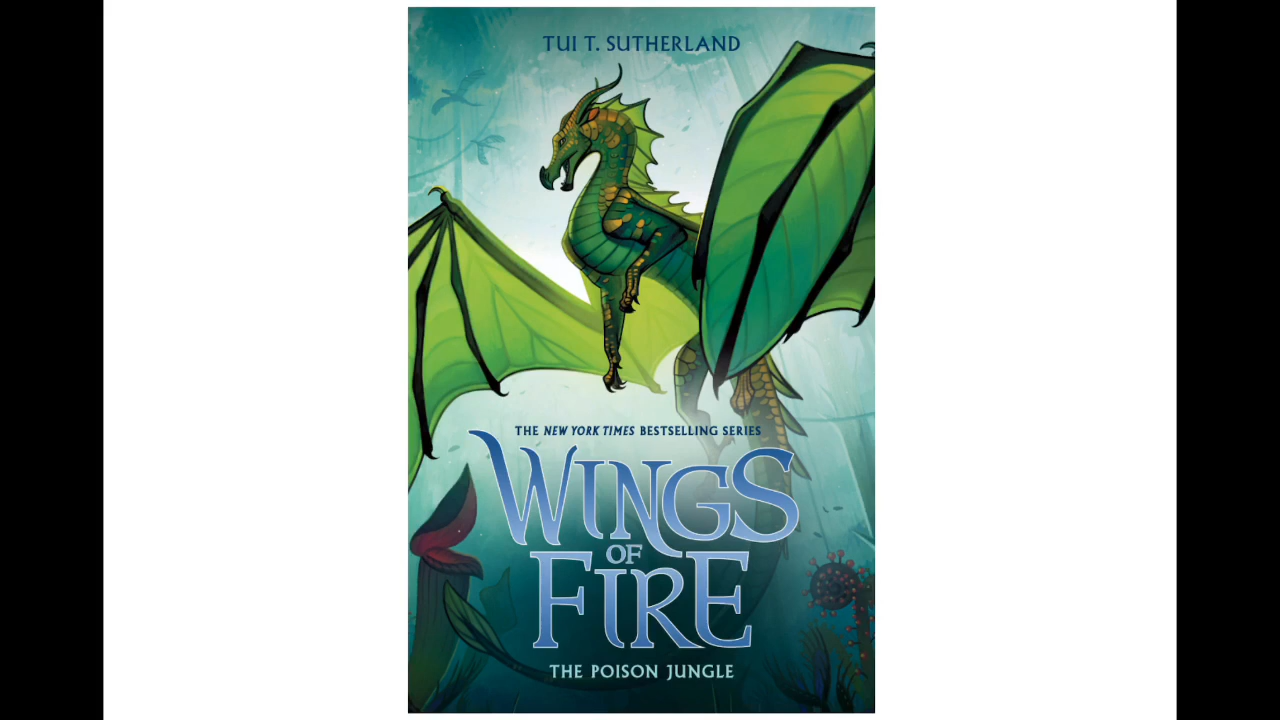 TUI T. SUTHERLAND
THE NEW YORK TIMES BESTSELLING SERIES
WINGS
OF
FIRE
THE POISON JUNGLE